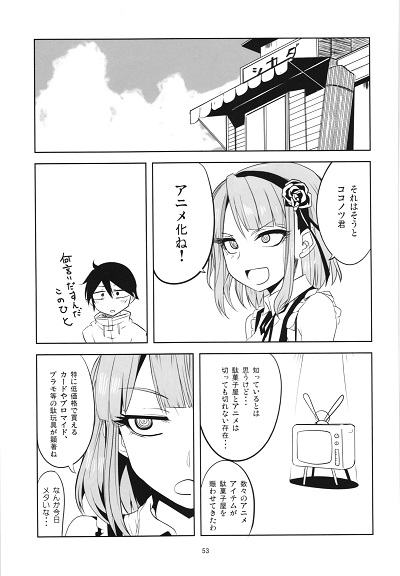 シカダ
それはそうと
ココノツ君
アニメ化ね！
何言いだすんだ
このひと
知っているとは
思うけど・・・
駄菓子屋とアニメは
切っても切れない
存在・・・
数々のアニメ
アイテムが
駄菓子屋を
賑わせてきたわ
特に低価格で買える
カードやブロマイド、
プラモ等の駄玩具が顕著ね
なんか今日
メタいな・・・
53